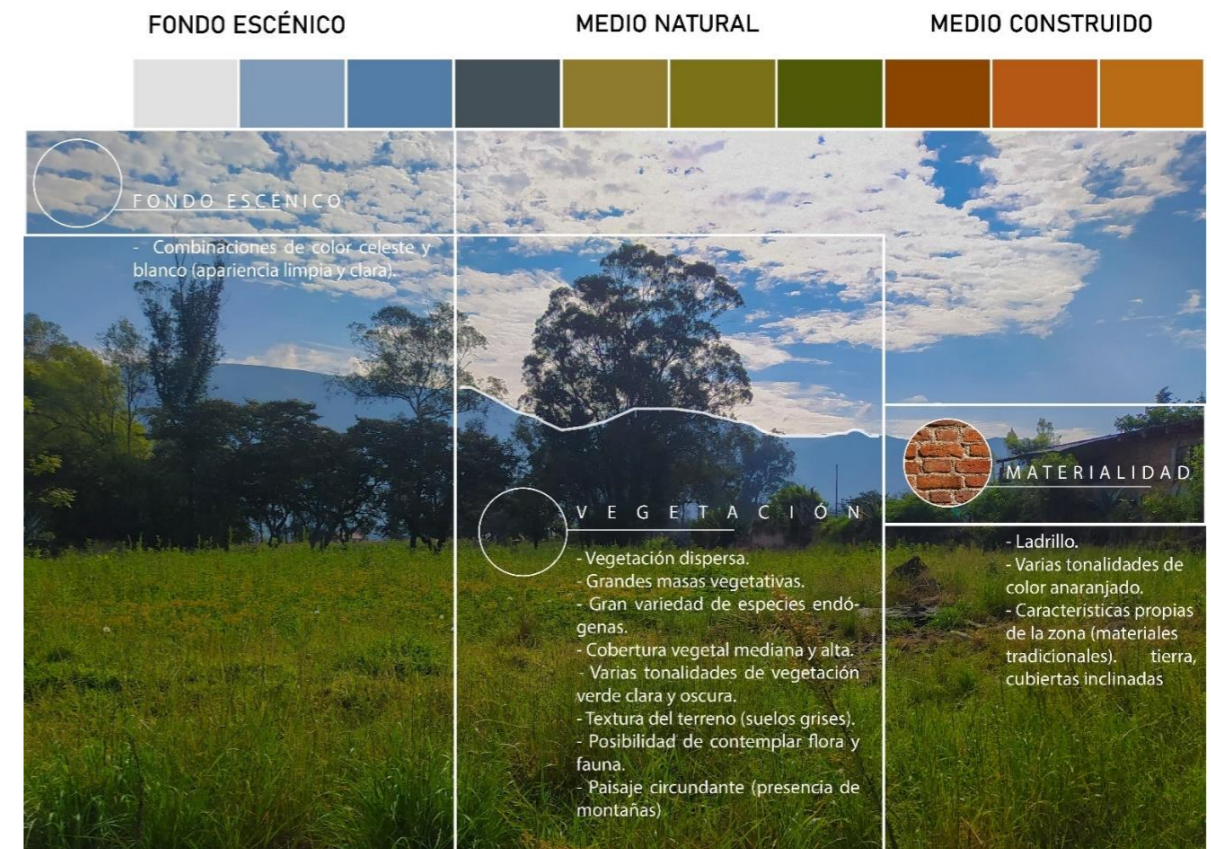 FONDO ESCÉNICO
MEDIO NATURAL
MEDIO CONSTRUIDO
FONDO ESCÉNICO
- Combinaciones de color celeste y
blanco (apariencia limpia y clara).
VEGETACIÓN
- Vegetación dispersa.
- Grandes masas vegetativas.
- Gran variedad de especies endó-
genas.
- Cobertura vegetal mediana y alta.
- Varias tonalidades de vegetación
verde clara y oscura.
- Textura del terreno (suelos grises).
- Posibilidad de contemplar flora y
fauna.
- Paisaje circundante (presencia de
montañas)
MATERIALIDAD
- Ladrillo.
- Varias tonalidades de
color anaranjado.
- Características propias
de la zona (materiales
tradicionales). tierra,
cubiertas inclinadas